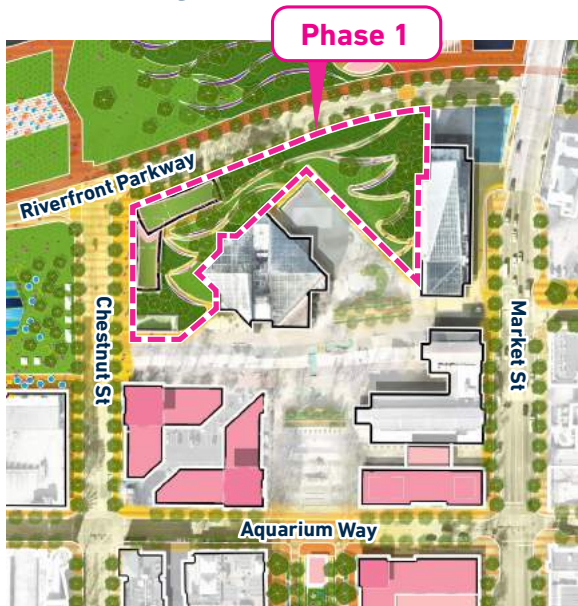 Phase 1
Riverfront Parkway
Chestnut St
Market St
Aquarium Way